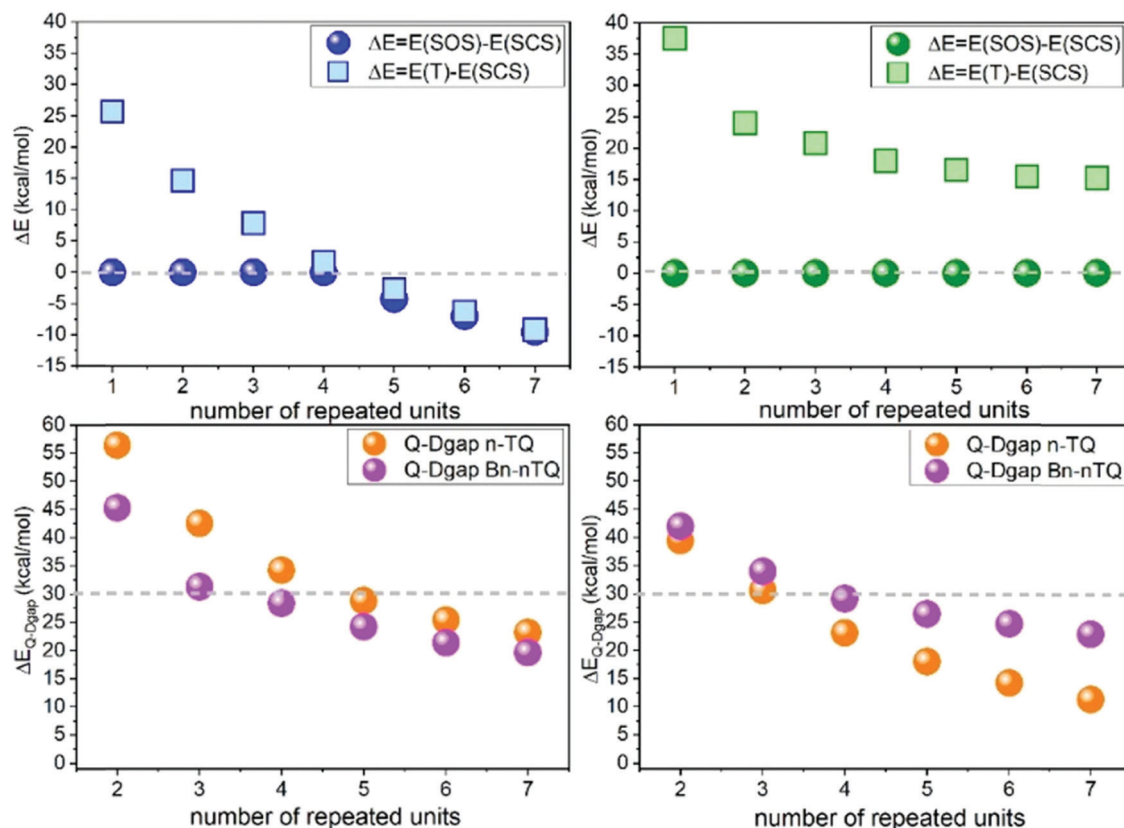 40
35
30
25
20
15
10
5
0
-5
-10
-15
ΔE (kcal/mol)
ΔE=E(SOS)-E(SCS)
ΔE=E(T)-E(SCS)
1 2 3 4 5 6 7
number of repeated units
40
35
30
25
20
15
10
5
0
-5
-10
-15
ΔE (kcal/mol)
ΔE=E(SOS)-E(SCS)
ΔE=E(T)-E(SCS)
1 2 3 4 5 6 7
number of repeated units
60
55
50
45
40
35
30
25
20
15
10
5
0
ΔE Q-Dgap (kcal/mol)
Q-Dgap n-TQ
Q-Dgap Bn-nTQ
2 3 4 5 6 7
number of repeated units
60
55
50
45
40
35
30
25
20
15
10
5
0
ΔE Q-Dgap (kcal/mol)
Q-Dgap n-TQ
Q-Dgap Bn-nTQ
2 3 4 5 6 7
number of repeated units